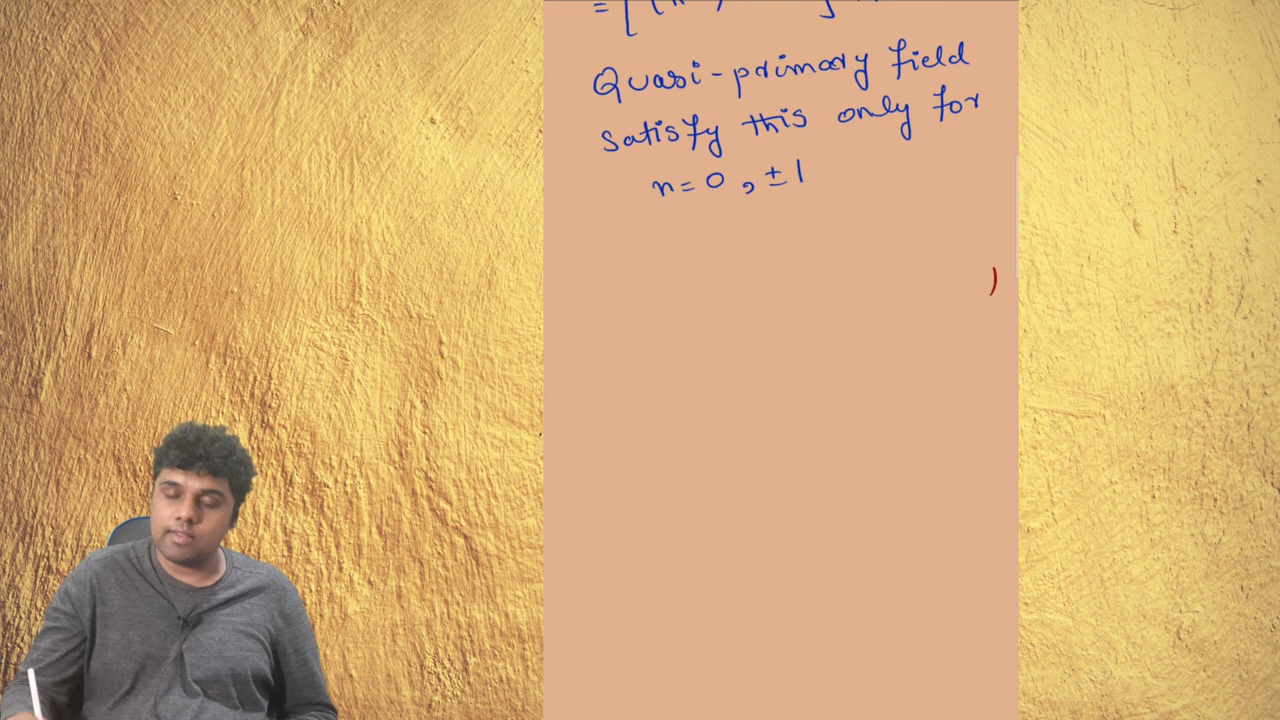 Quasi-primary field
satisfy this only for
n = 0 , ± 1
)